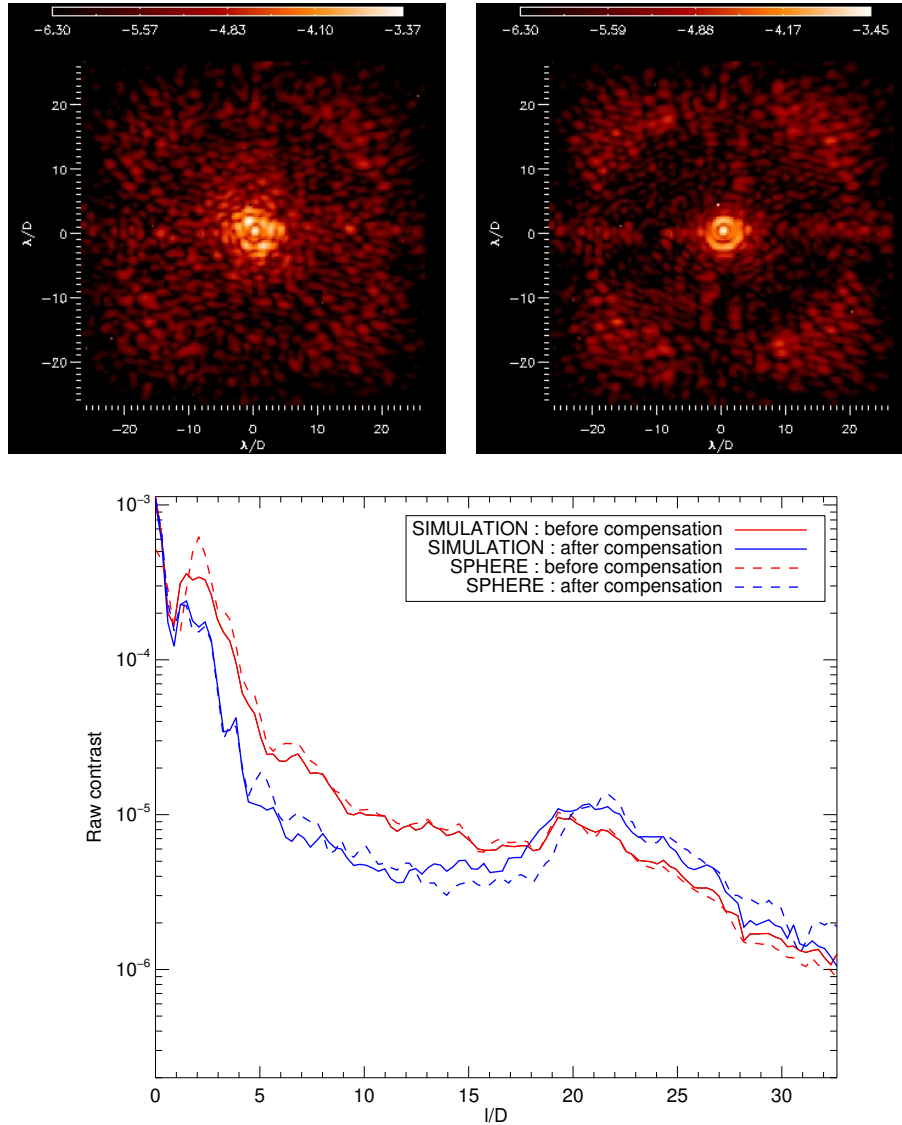 −6.30 −5.57 −4.83 −4.10 −3.37
20
10
0
−10
−20
λ/D
−20 −10 0 10 20
λ/D
−6.30 −5.59 −4.88 −4.17 −3.45
20
10
0
−10
−20
λ/D
−20 −10 0 10 20
λ/D
SIMULATION : before compensation
SIMULATION : after compensation
SPHERE : before compensation
SPHERE : after compensation
10−3
10−4
10−5
10−6
Raw contrast
0 5 10 15 20 25 30
l/D